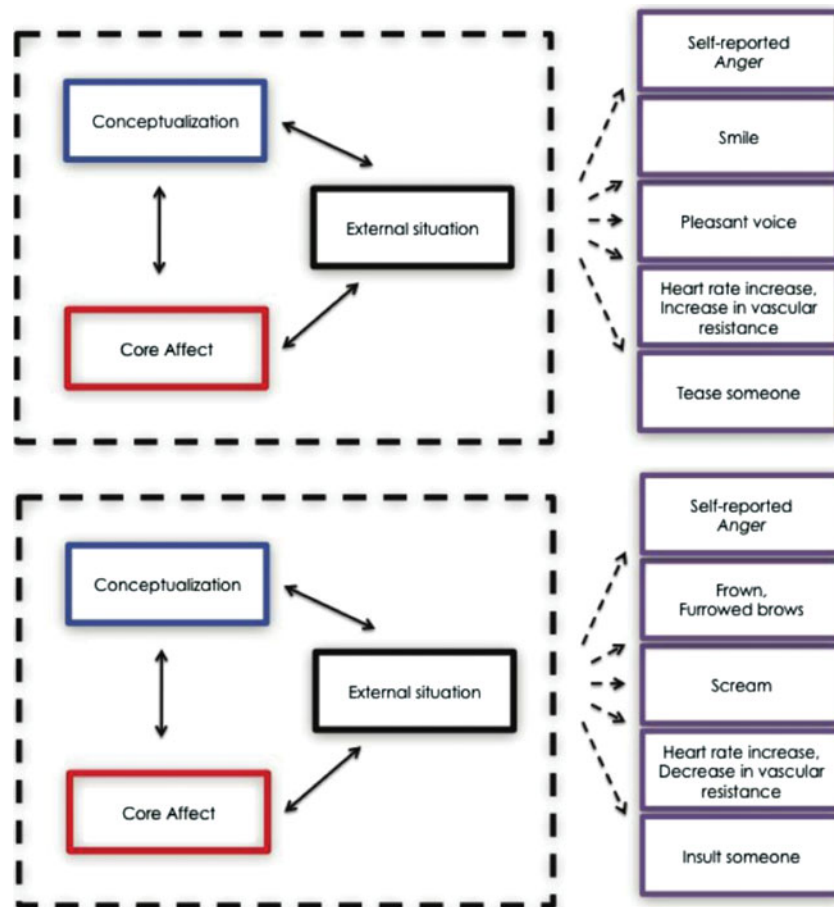 Conceptualization
External situation
Core Affect
Self-reported
Anger
Smile
Pleasant voice
Heart rate increase,
Increase in vascular
resistance
Tease someone
Conceptualization
External situation
Core Affect
Self-reported
Anger
Frown,
Furrowed brows
Scream
Heart rate increase,
Decrease in vascular
resistance
Insult someone